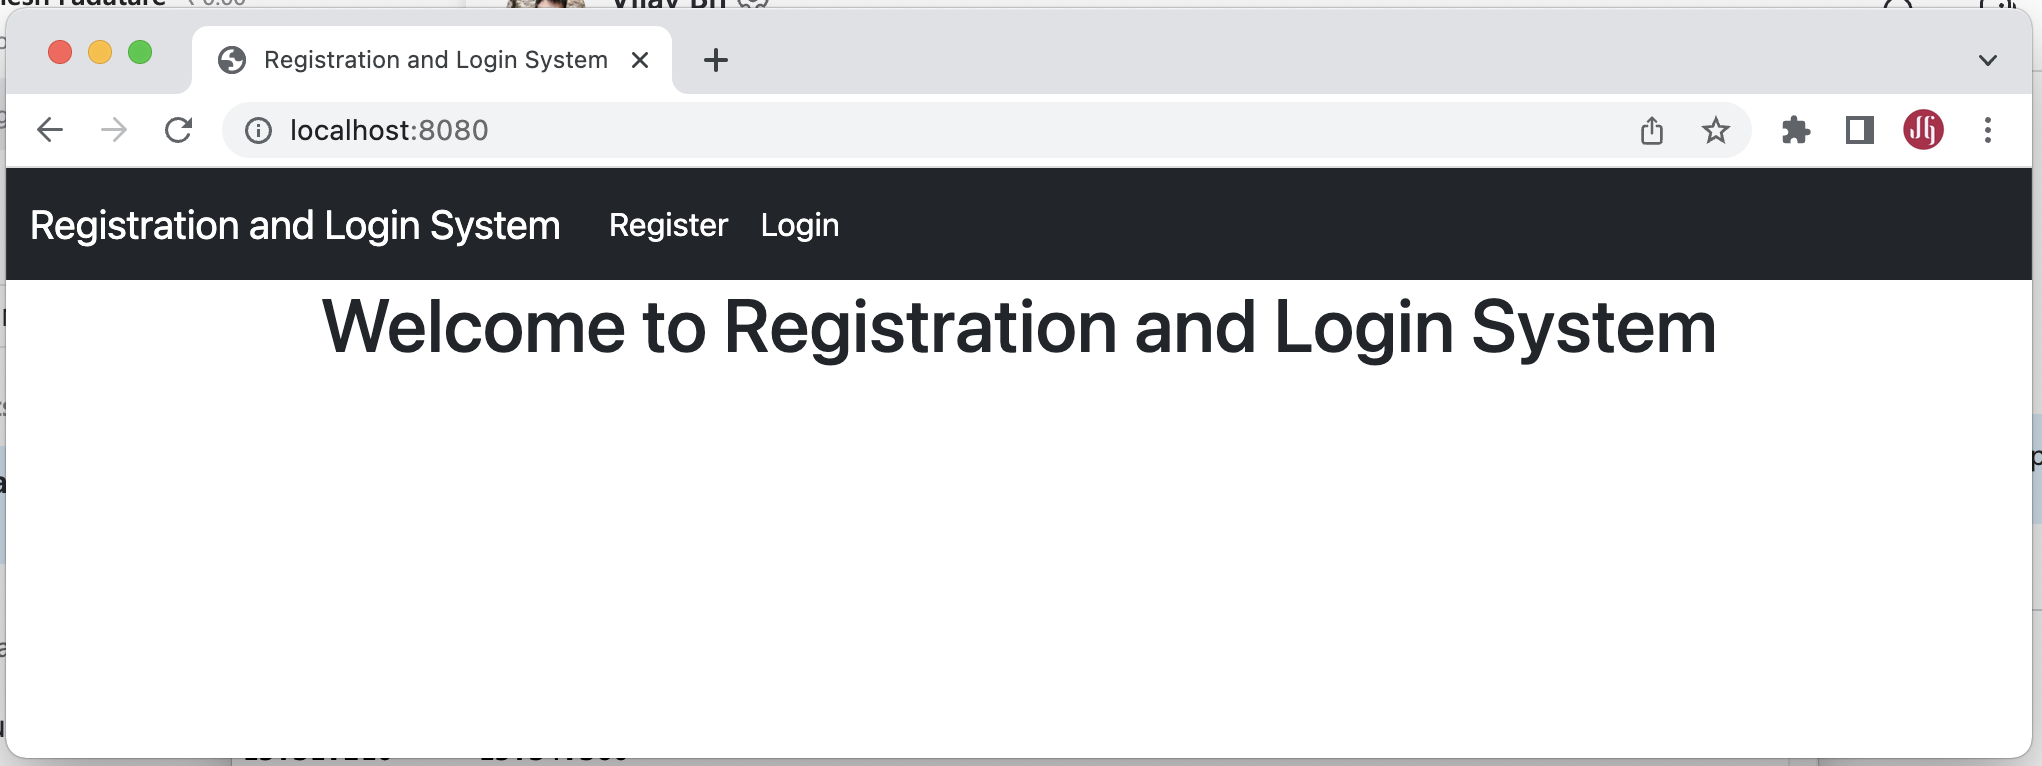 Registration and Login System
localhost:8080
Registration and Login System Register Login
Welcome to Registration and Login System